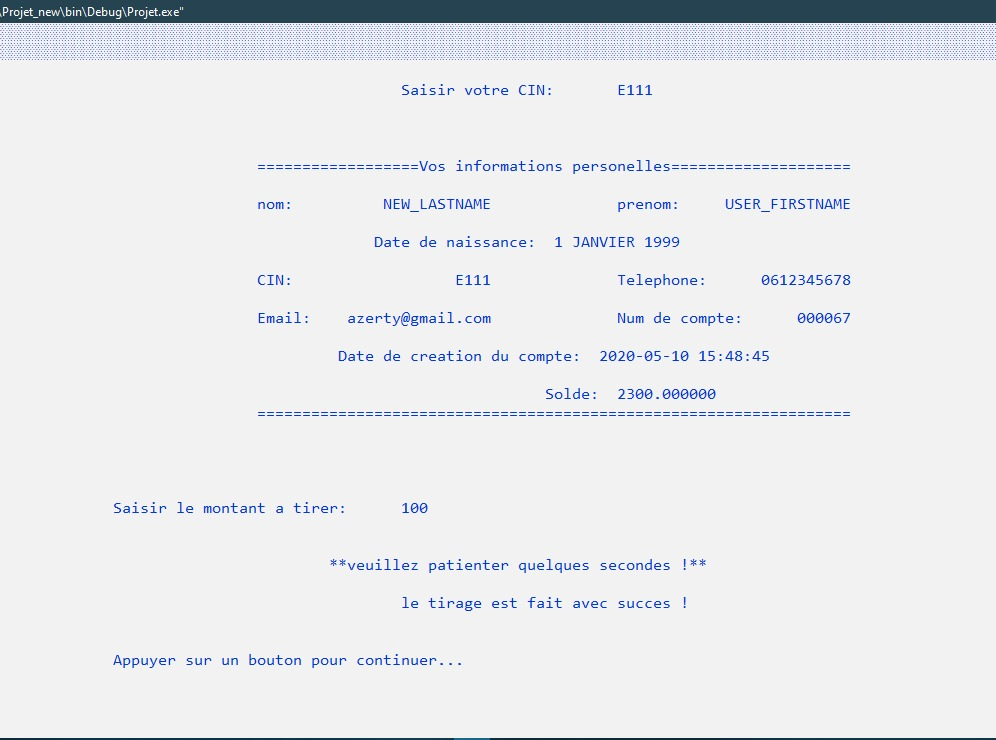 \Projet_new\bin\Debug\Projet.exe"
Saisir votre CIN: E111
==================Vos informations personelles====================
nom: NEW_LASTNAME prenom: USER_FIRSTNAME
Date de naissance: 1 JANVIER 1999
CIN: E111 Telephone: 0612345678
Email: azerty@gmail.com Num de compte: 000067
Date de creation du compte: 2020-05-10 15:48:45
Solde: 2300.000000
==================================================================
Saisir le montant a tirer: 100
**veuillez patienter quelques secondes !**
le tirage est fait avec succes !
Appuyer sur un bouton pour continuer...